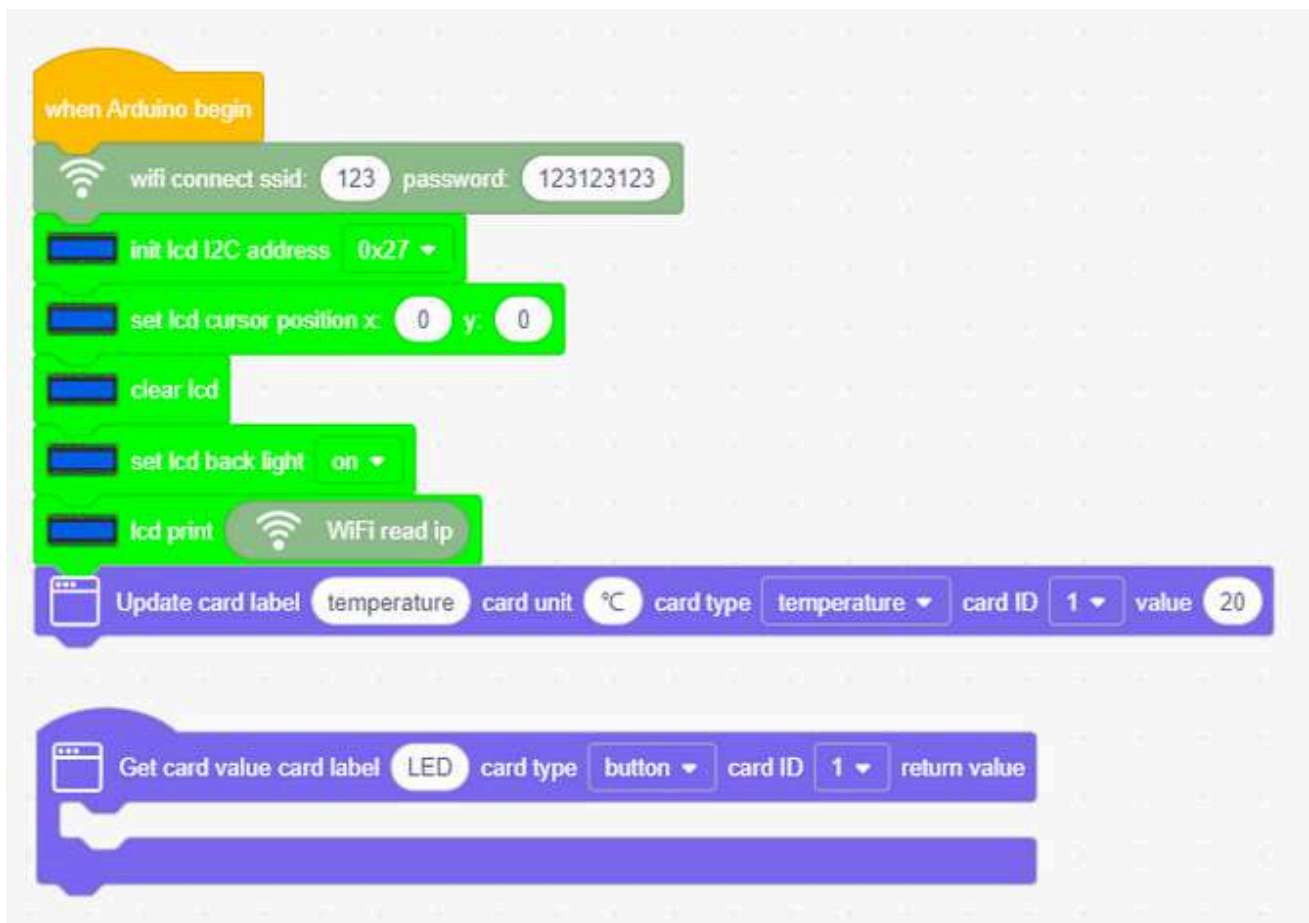 when Arduino begin
wifi connect ssid: 123 password: 123123123
init lcd I2C address 0x27
set lcd cursor position x: 0 y: 0
clear lcd
set lcd back light on
lcd print WiFi read ip
Update card label temperature card unit ℃ card type temperature card ID 1 value 20
Get card value card label LED card type button card ID 1 return value